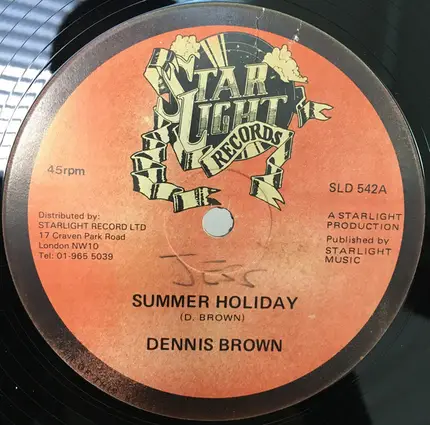 STAR
LIGHT
RECORDS
45rpm
SLD 542A
Distributed by:
STARLIGHT RECORD LTD
17 Craven Park Road
London NW10
Tel: 01-965 5039
A STARLIGHT
PRODUCTION
Published by
STARLIGHT
MUSIC
JESS
SUMMER HOLIDAY
(D. BROWN)
DENNIS BROWN